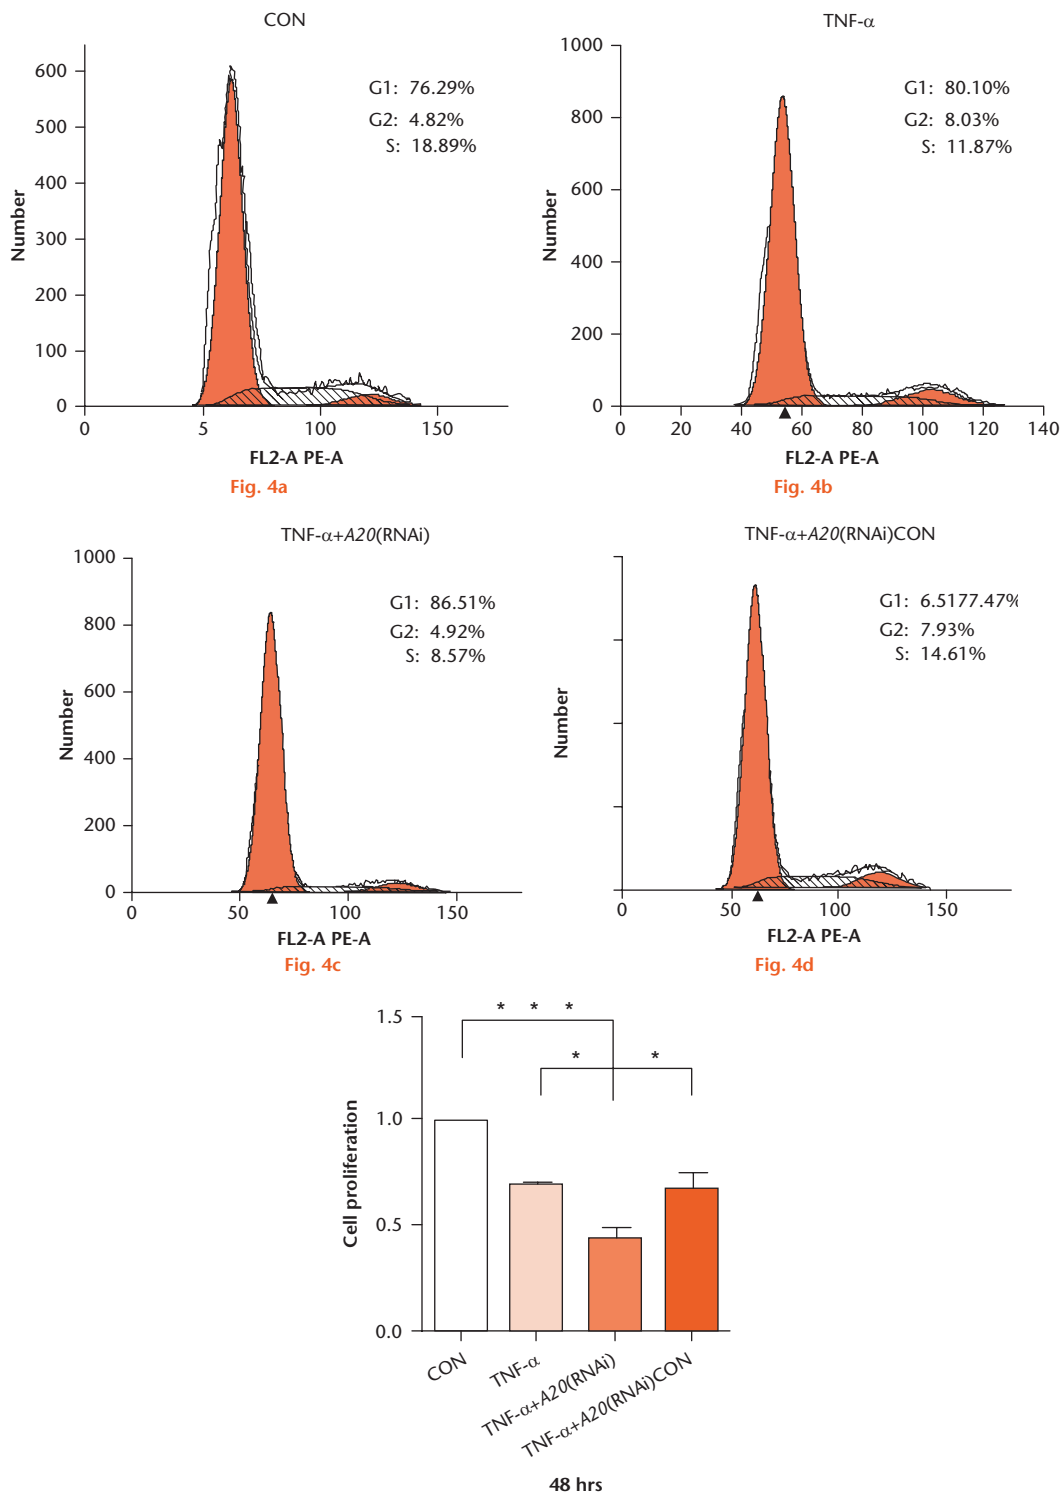 CON
600
500
400
300
200
100
0
Number
G1: 76.29%
G2: 4.82%
S: 18.89%
0
5
100
150
FL2-A PE-A
Fig. 4a
TNF-α
1000
800
600
400
200
0
Number
G1: 80.10%
G2: 8.03%
S: 11.87%
0
20
40
60
80
100
120
140
FL2-A PE-A
Fig. 4b
TNF-α+A20(RNAi)
1000
800
600
400
200
0
Number
G1: 86.51%
G2: 4.92%
S: 8.57%
0
50
100
150
FL2-A PE-A
Fig. 4c
TNF-α+A20(RNAi)CON
Number
G1: 6.5177.47%
G2: 7.93%
S: 14.61%
0
50
100
150
FL2-A PE-A
Fig. 4d
1.5
1.0
0.5
0.0
Cell proliferation
* * *
* *
CON
TNF-α
TNF-α+A20(RNAi)
TNF-α+A20(RNAi)CON
48 hrs